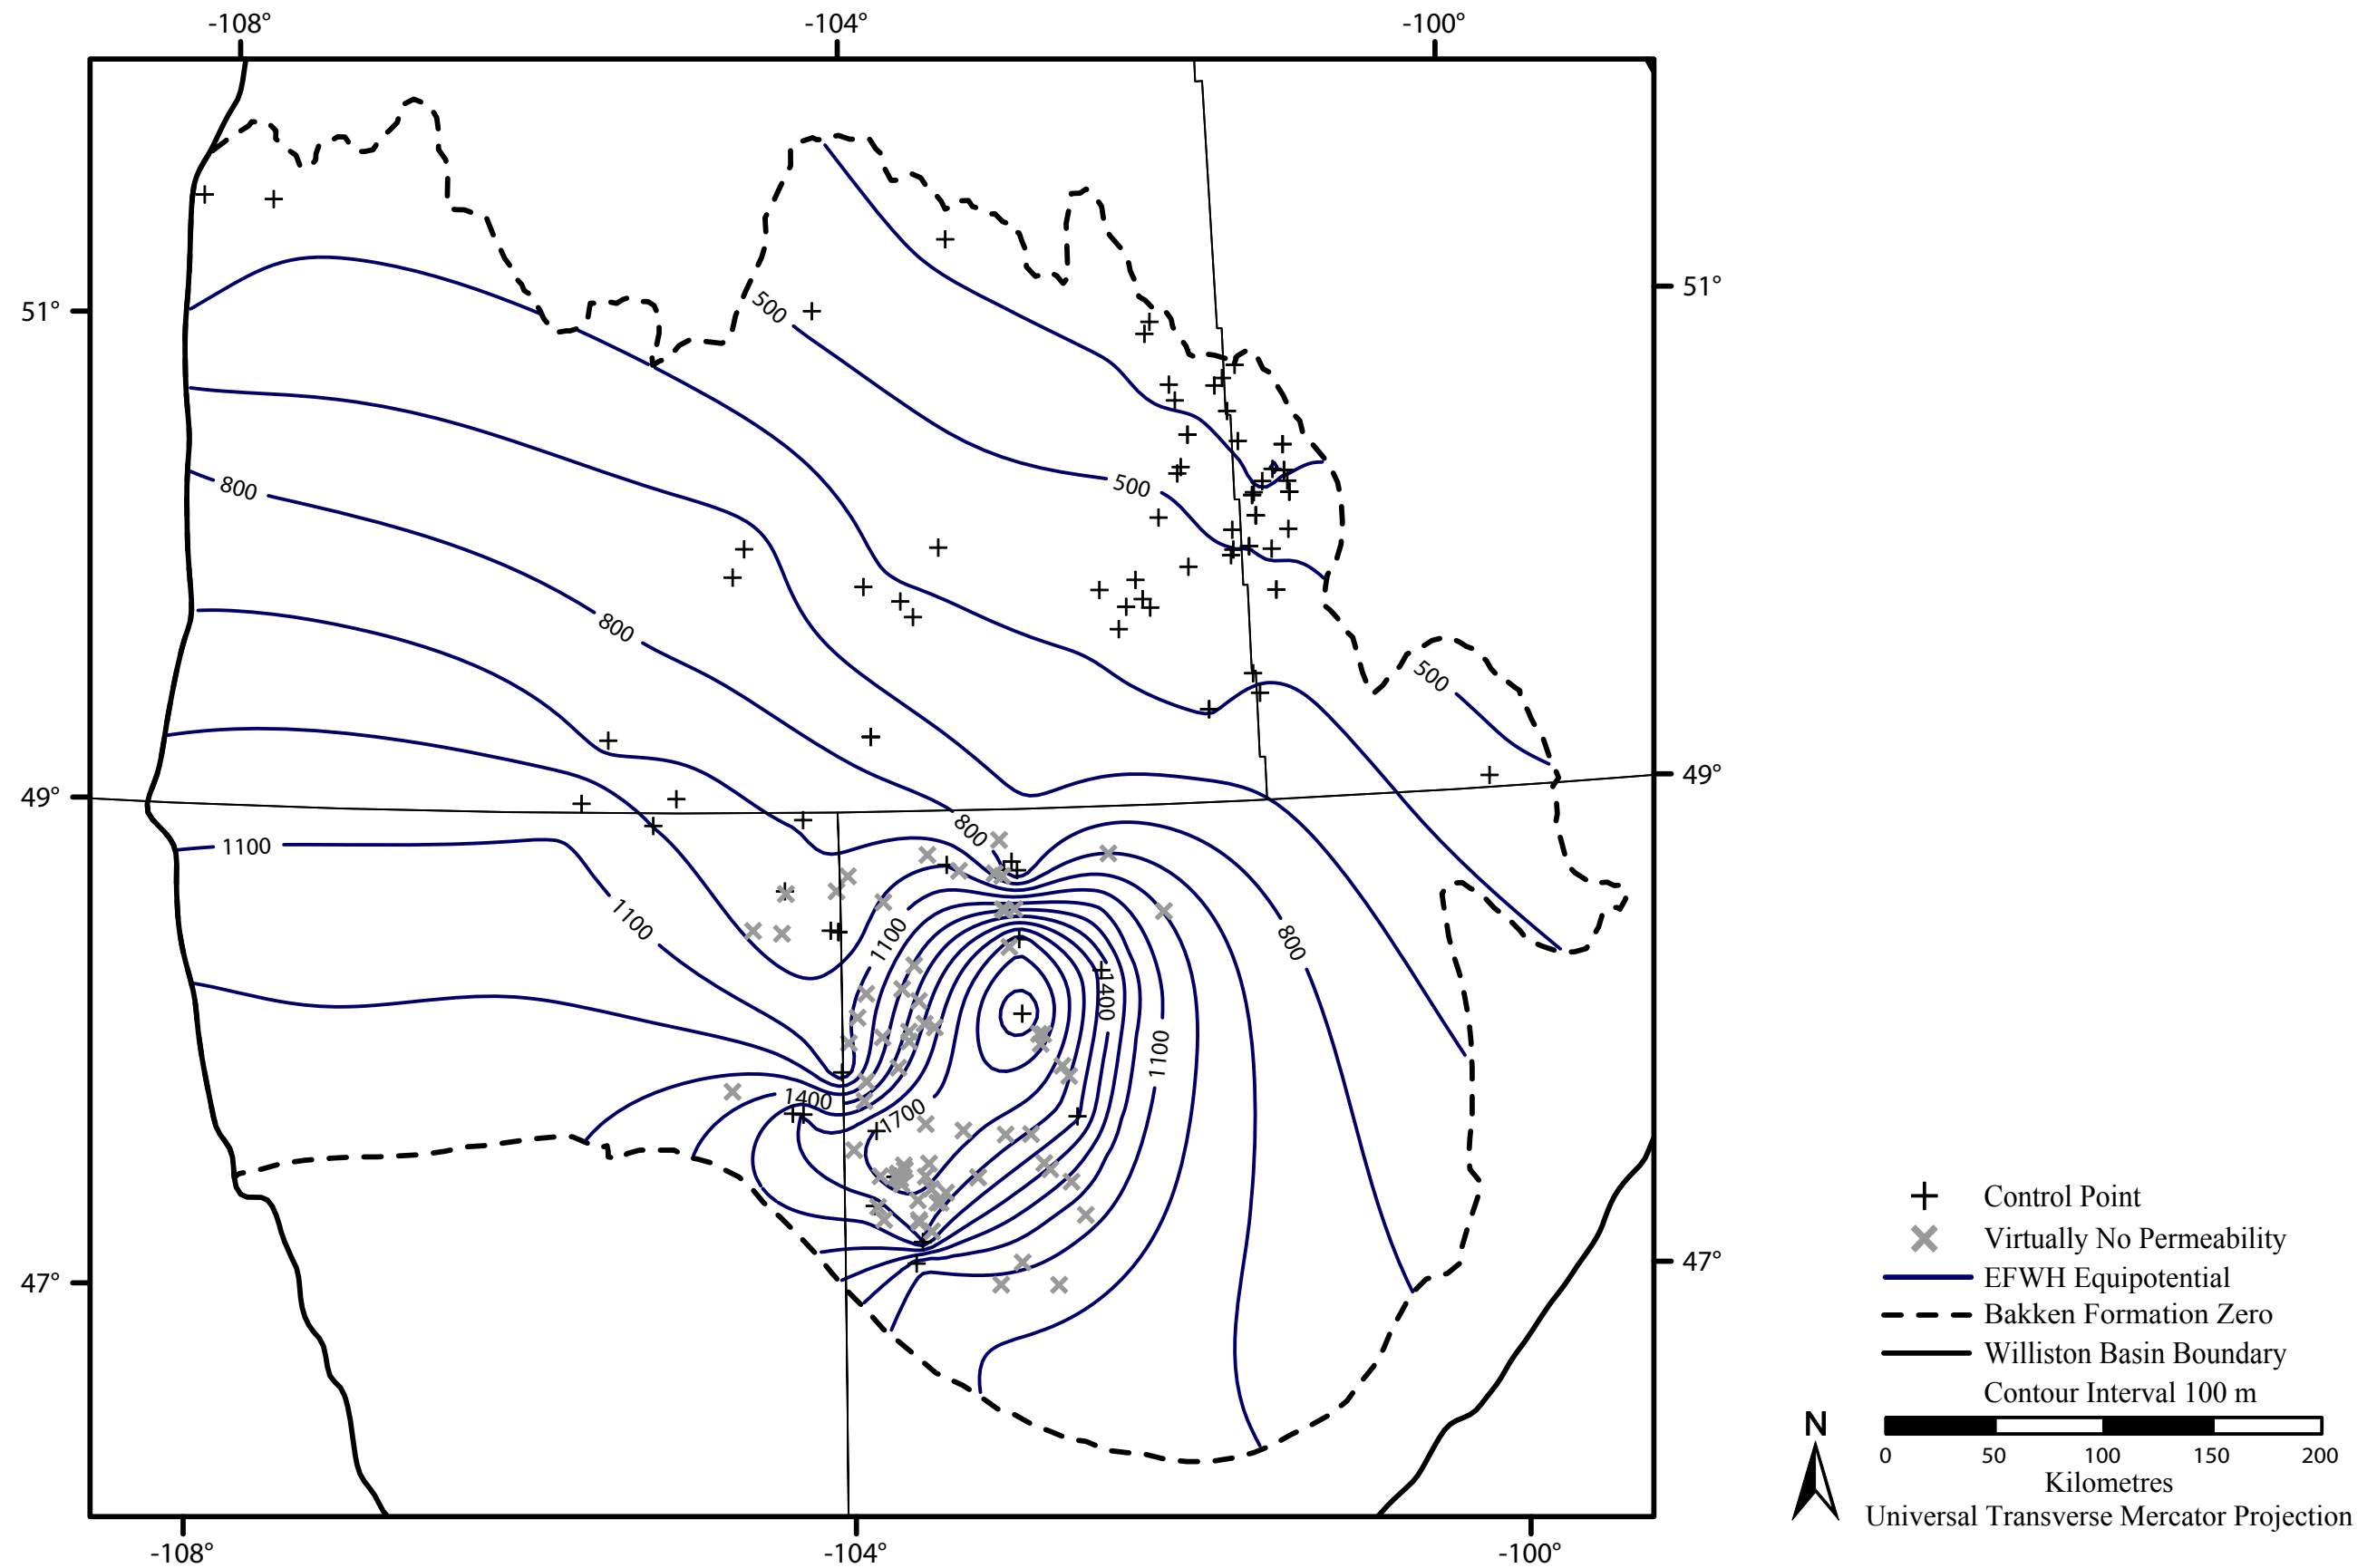 -108° -104° -100°
500
51° 51°
500
800
800
500
49° 49°
800
1100
1100
1100
800
1400
1100
1400
1700
47° 47°
Control Point
Virtually No Permeability
EFWH Equipotential
Bakken Formation Zero
Williston Basin Boundary
Contour Interval 100 m
N
0 50 100 150 200
Kilometres
Universal Transverse Mercator Projection
-108° -104° -100°